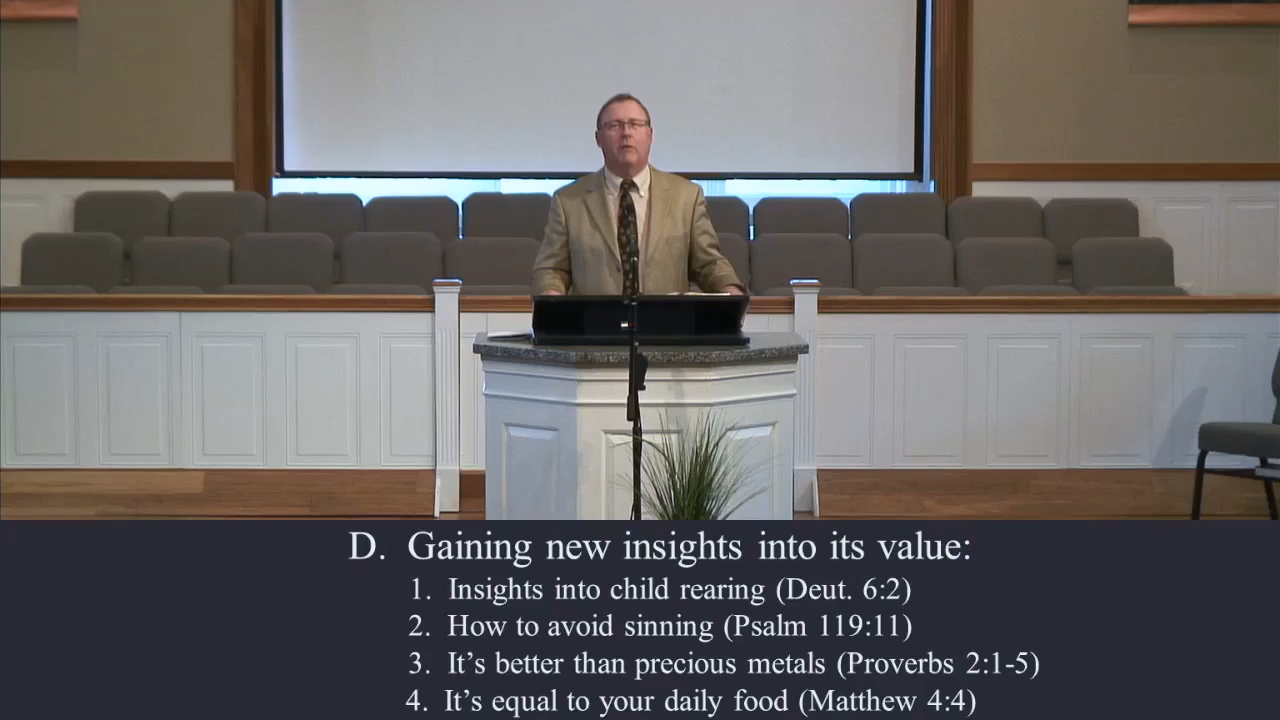 D. Gaining new insights into its value:
1. Insights into child rearing (Deut. 6:2)
2. How to avoid sinning (Psalm 119:11)
3. It’s better than precious metals (Proverbs 2:1-5)
4. It’s equal to your daily food (Matthew 4:4)